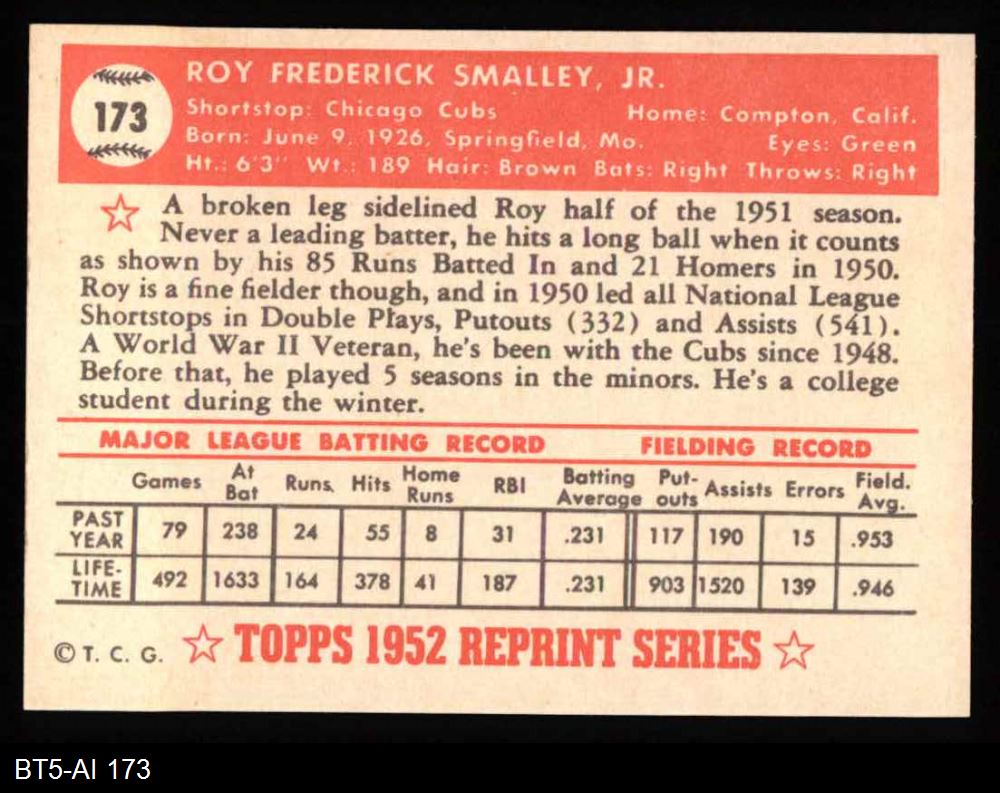 ROY FREDERICK SMALLEY, JR.
173
Shortstop: Chicago Cubs Home: Compton, Calif.
Born: June 9, 1926, Springfield, Mo. Eyes: Green
Ht.: 6'3" Wt.: 189 Hair: Brown Bats: Right Throws: Right
A broken leg sidelined Roy half of the 1951 season.
Never a leading batter, he hits a long ball when it counts
as shown by his 85 Runs Batted In and 21 Homers in 1950.
Roy is a fine fielder though, and in 1950 led all National League
Shortstops in Double Plays, Putouts (332) and Assists (541).
A World War II Veteran, he's been with the Cubs since 1948.
Before that, he played 5 seasons in the minors. He's a college
student during the winter.
MAJOR LEAGUE BATTING RECORD FIELDING RECORD
Games At Bat Runs Hits Home Runs RBI Batting Average Put-outs Assists Errors Field. Avg.
PAST YEAR 79 238 24 55 8 31 .231 117 190 15 .953
LIFE-TIME 492 1633 164 378 41 187 .231 903 1520 139 .946
© T. C. G. TOPPS 1952 REPRINT SERIES
BT5-AI 173